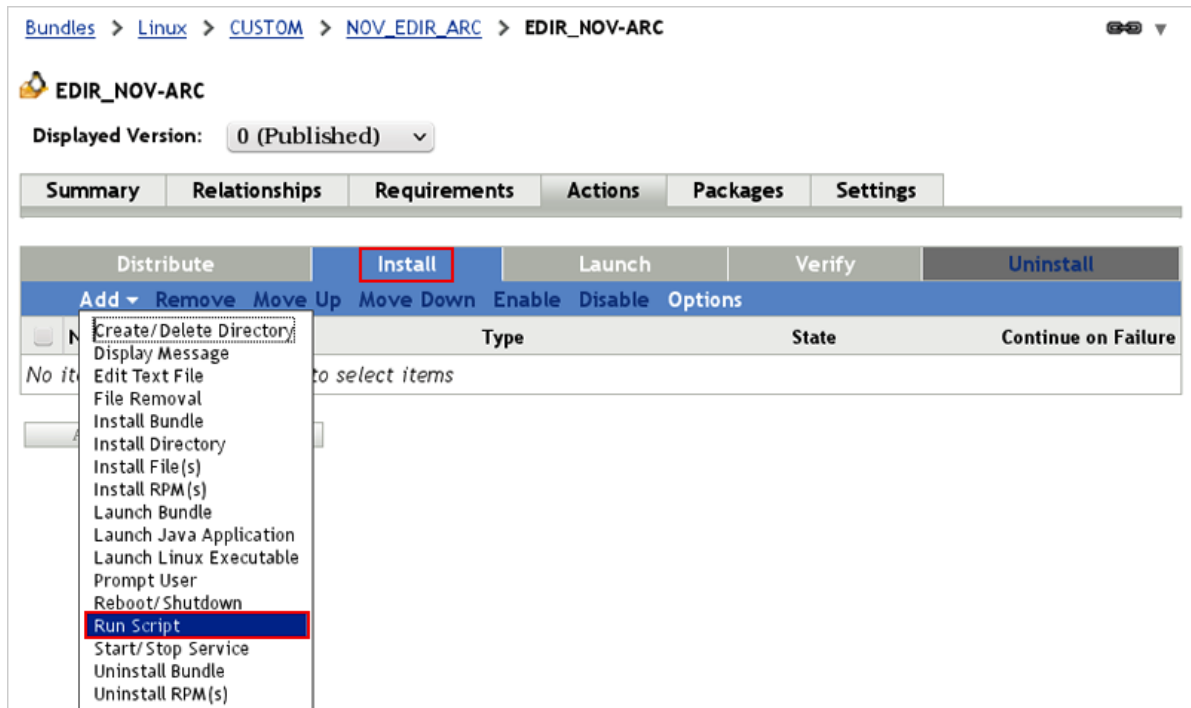 Bundles > Linux > CUSTOM > NOV_EDIR_ARC > EDIR_NOV-ARC
EDIR_NOV-ARC
Displayed Version: 0 (Published)
Summary Relationships Requirements Actions Packages Settings
Distribute Install Launch Verify Uninstall
Add Remove Move Up Move Down Enable Disable Options
Type State Continue on Failure
No to select items
Create/Delete Directory
Display Message
Edit Text File
File Removal
Install Bundle
Install Directory
Install File(s)
Install RPM(s)
Launch Bundle
Launch Java Application
Launch Linux Executable
Prompt User
Reboot/Shutdown
Run Script
Start/Stop Service
Uninstall Bundle
Uninstall RPM(s)